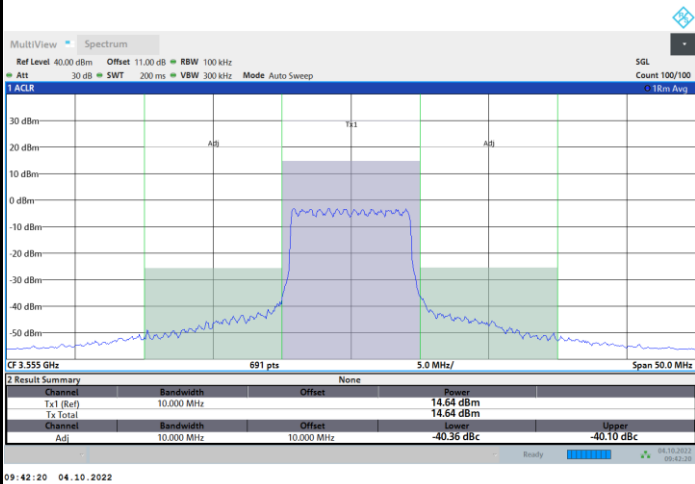 MultiView Spectrum
Ref Level 40.00 dBm Offset 11.00 dB RBW 100 kHz SGL
Att 30 dB SWT 200 ms VBW 300 kHz Mode Auto Sweep Count 100/100
1 ACLR 1Rm Avg
30 dBm
Tx1
20 dBm Adj Adj
10 dBm
0 dBm
-10 dBm
-20 dBm
-30 dBm
-40 dBm
-50 dBm
CF 3.555 GHz 691 pts 5.0 MHz/ Span 50.0 MHz
2 Result Summary None
Channel Bandwidth Offset Power
Tx1 (Ref) 10.000 MHz 14.64 dBm
Tx Total 14.64 dBm
Channel Bandwidth Offset Lower Upper
Adj 10.000 MHz 10.000 MHz -40.36 dBc -40.10 dBc
Ready 04.10.2022
09:42:20
09:42:20 04.10.2022